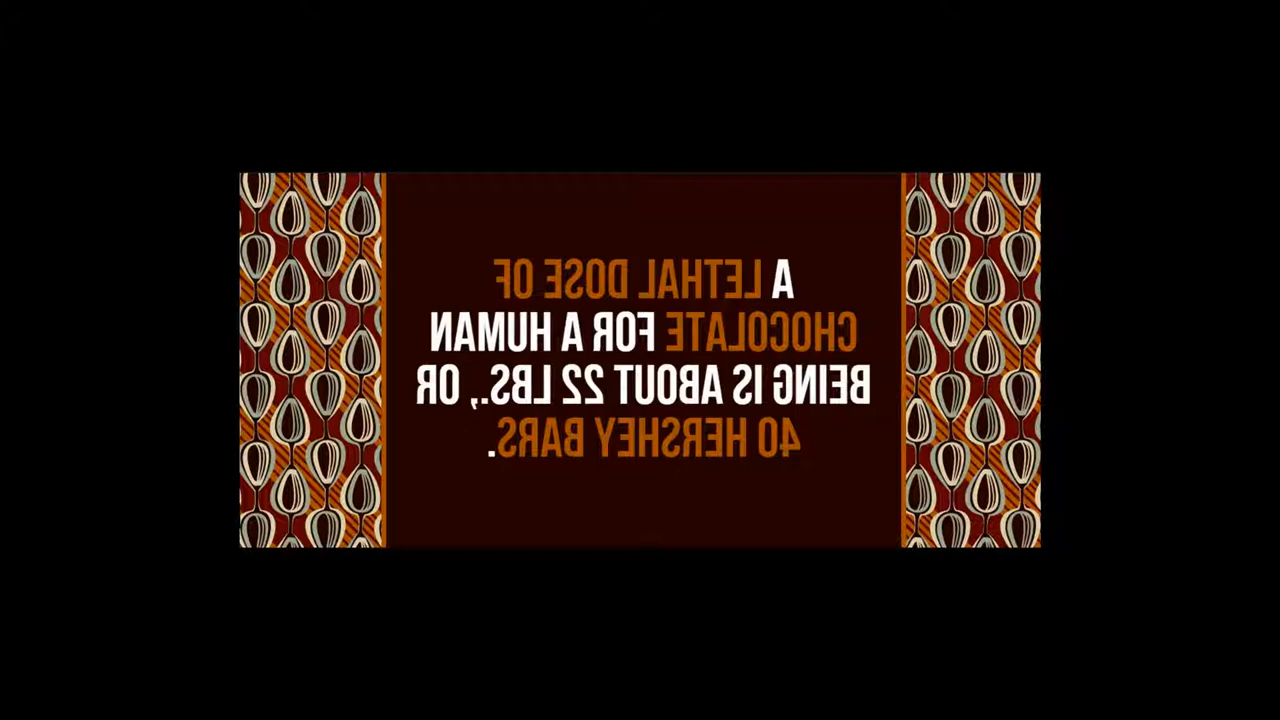 A LETHAL DOSE OF
CHOCOLATE FOR A HUMAN
BEING IS ABOUT 22 LBS., OR
40 HERSHEY BARS.